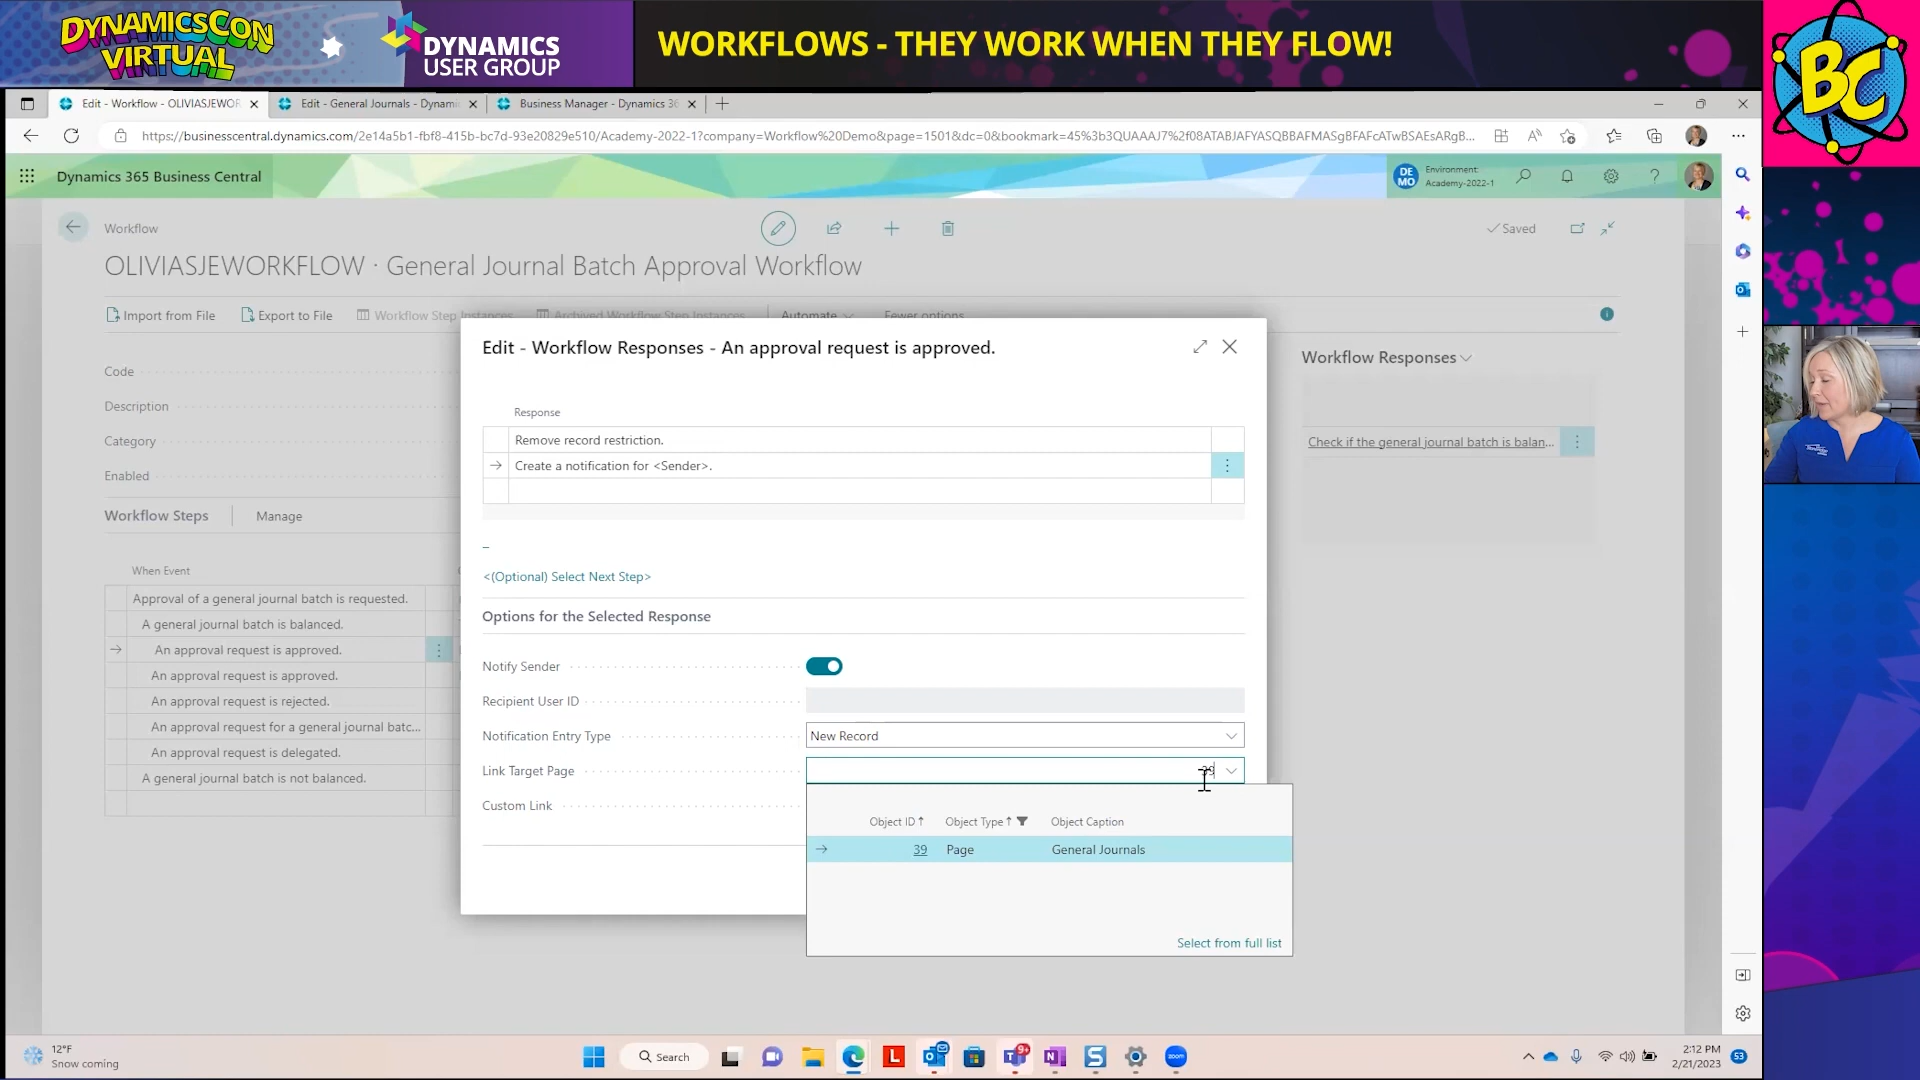 DYNAMICSCON
VIRTUAL
DYNAMICS
USER GROUP
WORKFLOWS - THEY WORK WHEN THEY FLOW!
BC
Edit - Workflow - OLIVIASJEWOR
Edit - General Journals - Dynami
Business Manager - Dynamics 36
https://businesscentral.dynamics.com/2e14a5b1-fbf8-415b-bc7d-93e20829e510/Academy-2022-1?company=Workflow%20Demo&page=1501&dc=0&bookmark=45%3b3QUAAAJ7%2f08ATABJAFYASQBBAFMASgBFAFcATwBSAEsARgB...
Dynamics 365 Business Central
DE
MO
Environment:
Academy-2022-1
Workflow
Saved
OLIVIASJEWORKFLOW · General Journal Batch Approval Workflow
Import from File
Export to File
Workflow Step Instances
Archived Workflow Step Instances
Automate
Fewer options
Edit - Workflow Responses - An approval request is approved.
Workflow Responses
Code
Description
Category
Enabled
Response
Remove record restriction.
Create a notification for <Sender>.
Check if the general journal batch is balan...
Workflow Steps
Manage
<(Optional) Select Next Step>
When Event
Approval of a general journal batch is requested.
A general journal batch is balanced.
An approval request is approved.
An approval request is approved.
An approval request is rejected.
An approval request for a general journal batc...
An approval request is delegated.
A general journal batch is not balanced.
Options for the Selected Response
Notify Sender
Recipient User ID
Notification Entry Type
New Record
Link Target Page
39
Custom Link
Object ID
Object Type
Object Caption
39
Page
General Journals
Select from full list
12°F
Snow coming
Search
L
9+
N
S
zoom
2:12 PM
2/21/2023
53